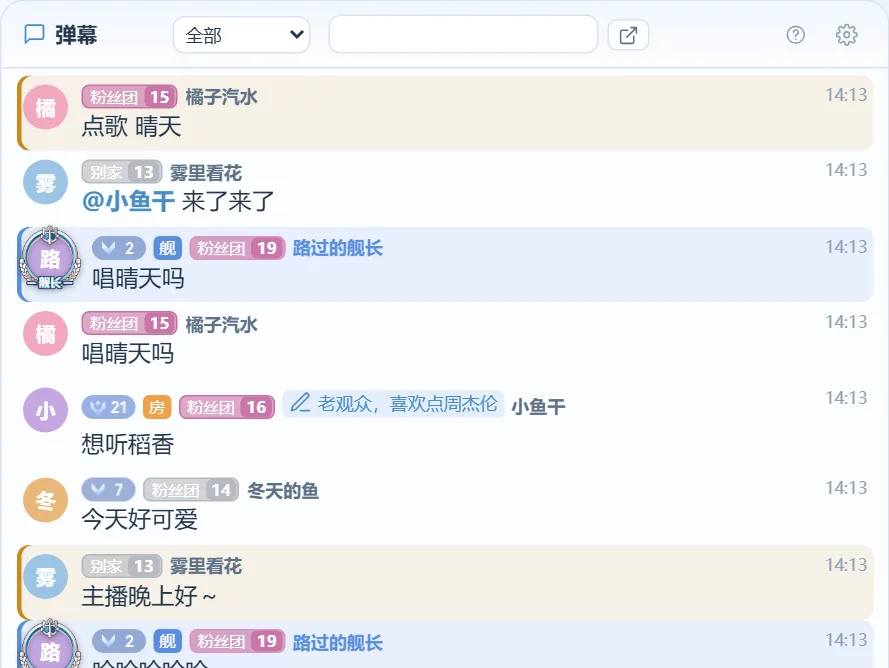 弹幕 全部
橘 粉丝团 15 橘子汽水 14:13
点歌 晴天
雾 别家 13 雾里看花 14:13
@小鱼干 来了来了
路 舰长 2 舰 粉丝团 19 路过的舰长 14:13
唱晴天吗
橘 粉丝团 15 橘子汽水 14:13
唱晴天吗
小 21 房 粉丝团 16 老观众，喜欢点周杰伦 小鱼干 14:13
想听稻香
冬 7 粉丝团 14 冬天的鱼 14:13
今天好可爱
雾 别家 13 雾里看花 14:13
主播晚上好～
路 2 舰 粉丝团 19 路过的舰长 14:13